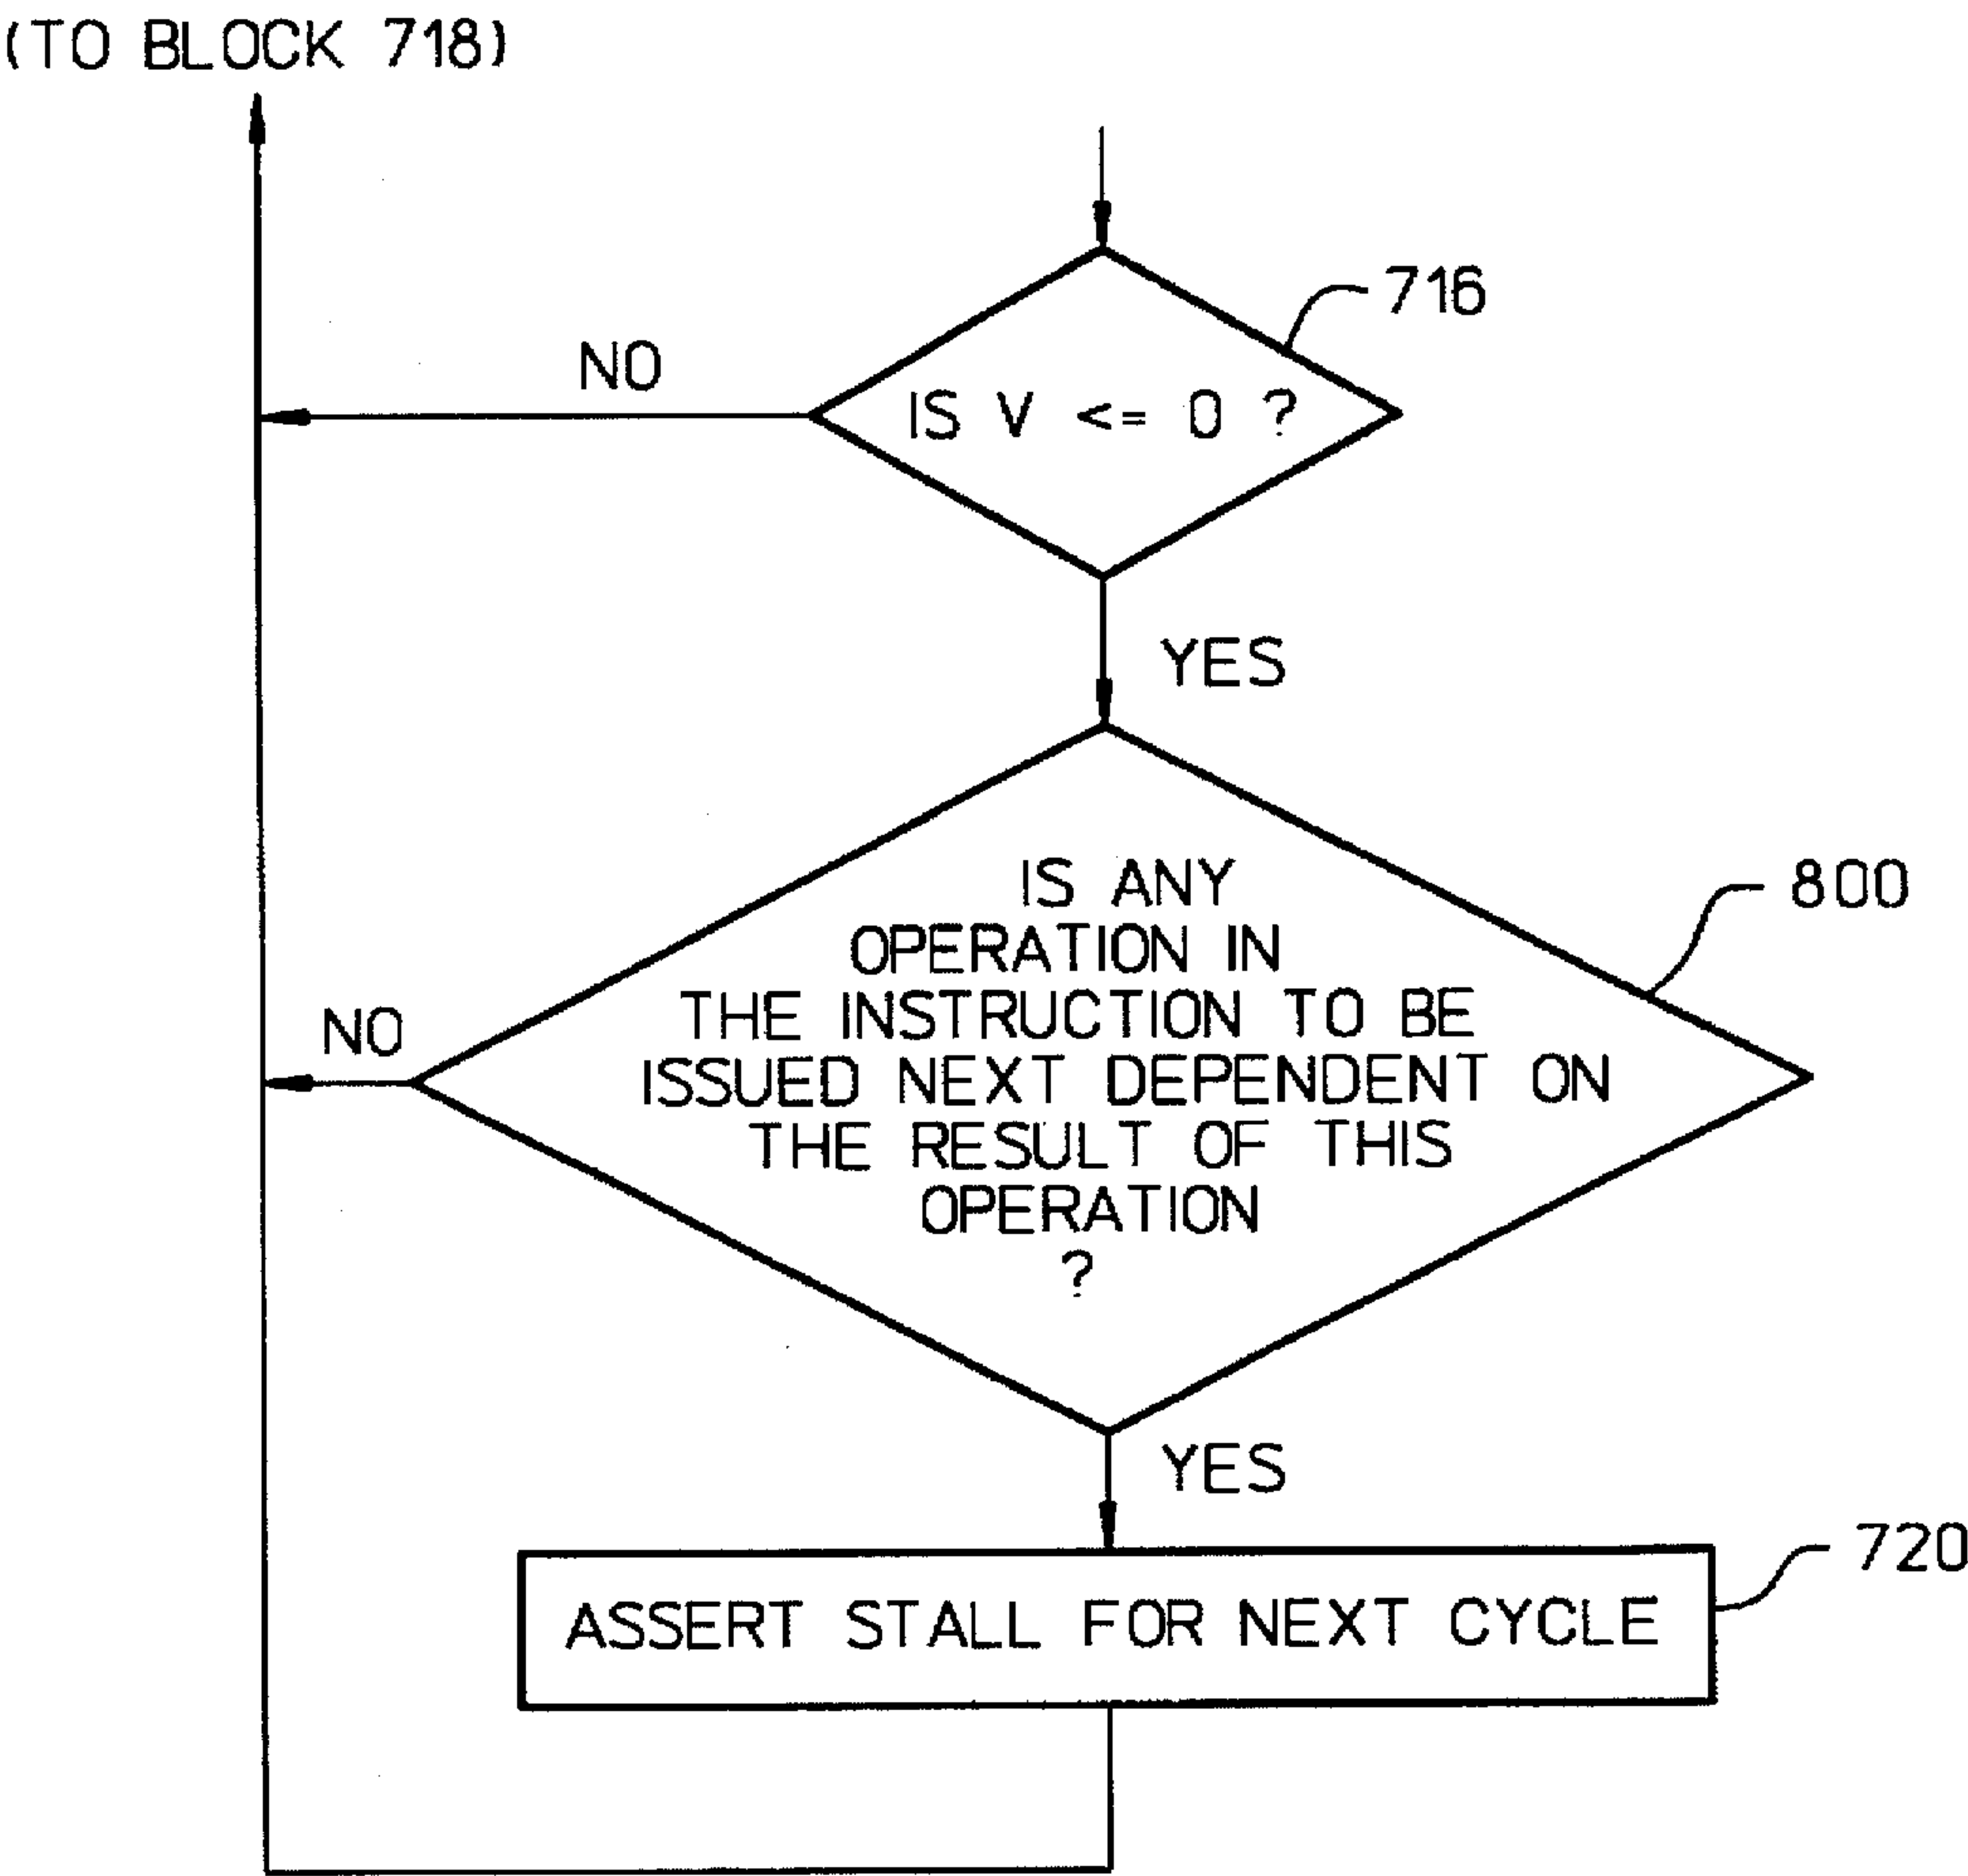 (TO BLOCK 718)
716
NO
IS V <= 0 ?
YES
800
IS ANY
OPERATION IN
THE INSTRUCTION TO BE
NO
ISSUED NEXT DEPENDENT ON
THE RESULT OF THIS
OPERATION
?
YES
720
ASSERT STALL FOR NEXT CYCLE